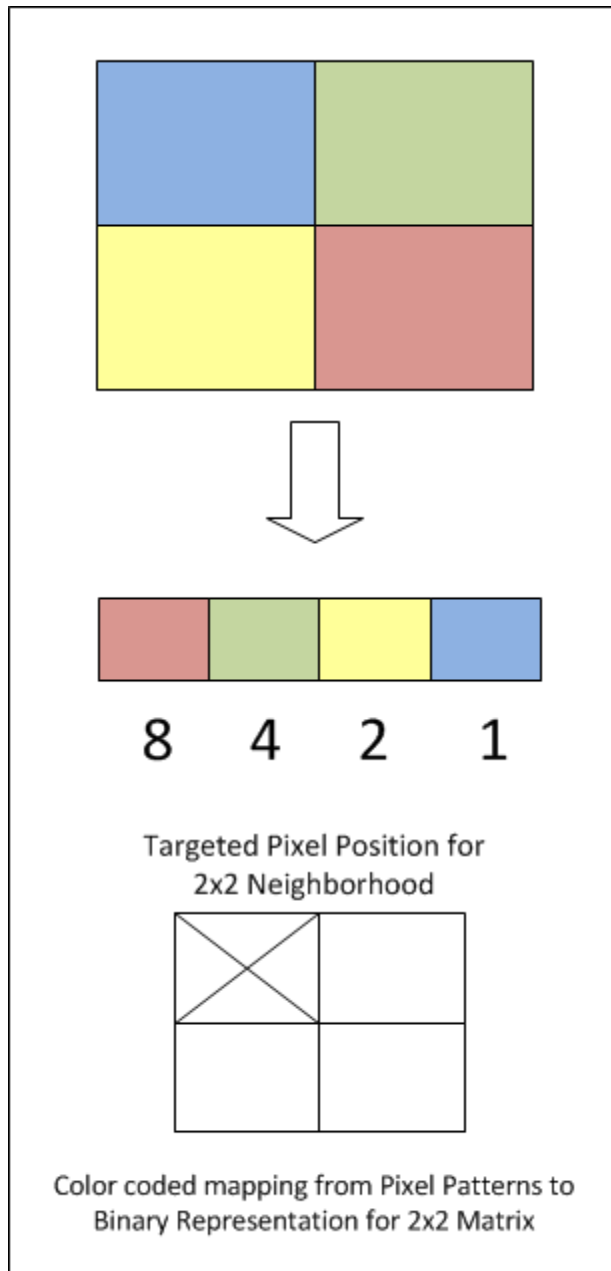 8 4 2 1
Targeted Pixel Position for
2x2 Neighborhood
Color coded mapping from Pixel Patterns to
Binary Representation for 2x2 Matrix